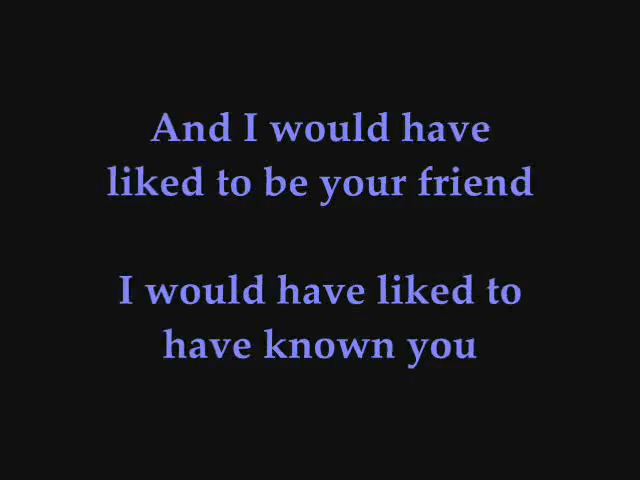 And I would have
liked to be your friend
I would have liked to
have known you